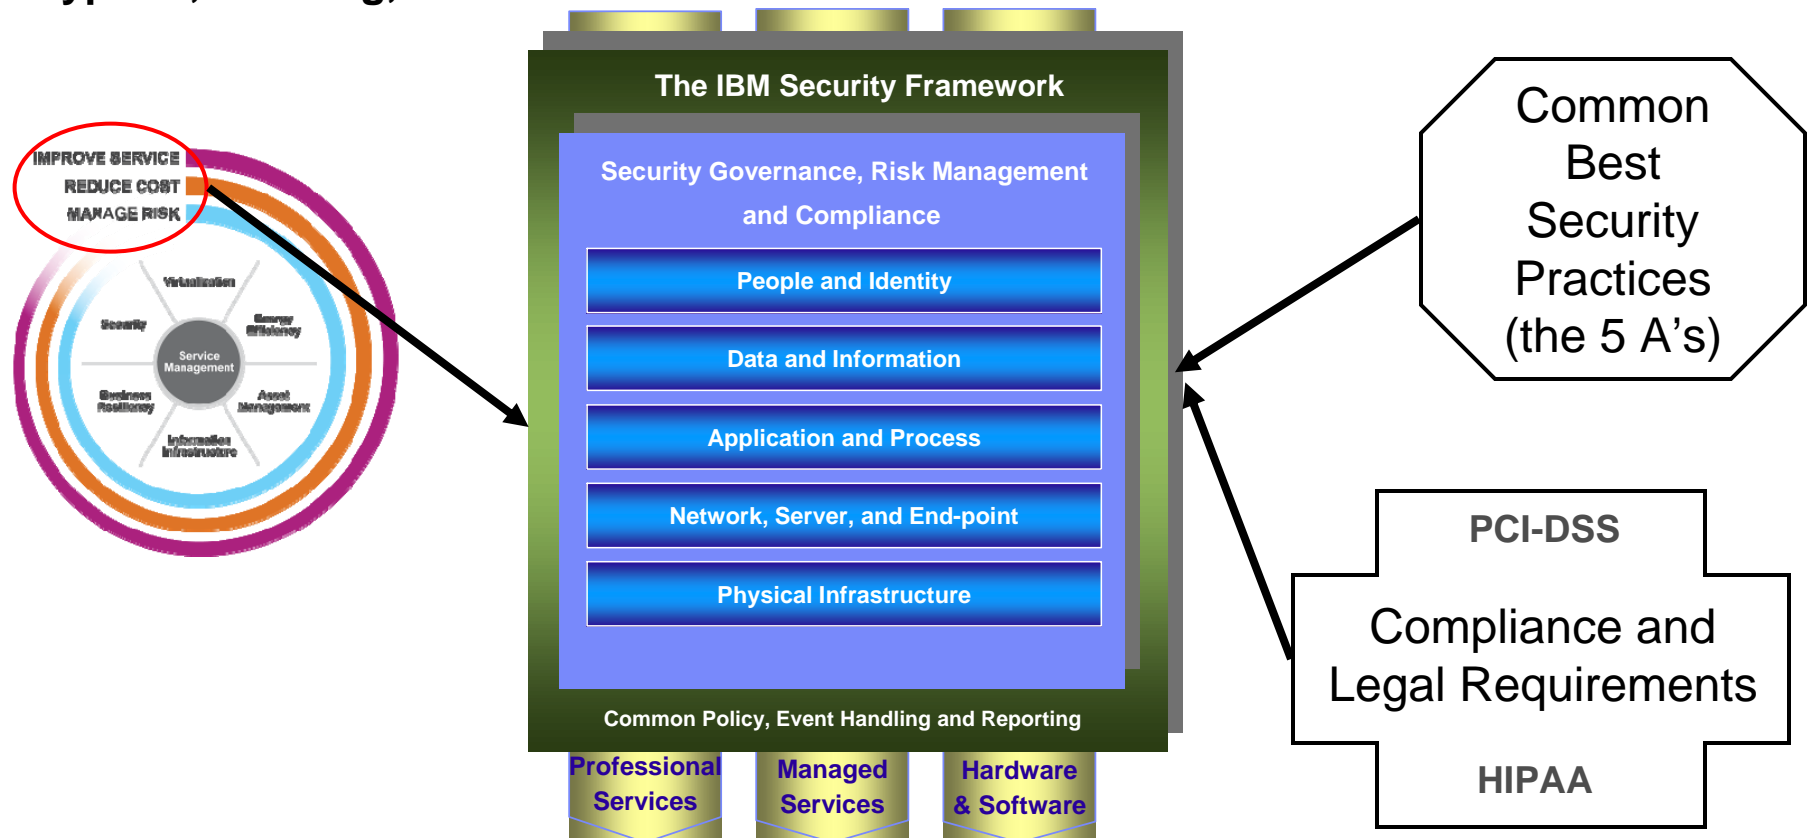 The IBM Security Framework
IMPROVE SERVICE
REDUCE COST
MANAGE RISK
Virtualization
Security
Energy
Efficiency
Service
Management
Business
Resiliency
Asset
Management
Information
Infrastructure
Security Governance, Risk Management
and Compliance
People and Identity
Data and Information
Application and Process
Network, Server, and End-point
Physical Infrastructure
Common Policy, Event Handling and Reporting
Professional
Services
Managed
Services
Hardware
& Software
Common
Best
Security
Practices
(the 5 A's)
PCI-DSS
Compliance and
Legal Requirements
HIPAA